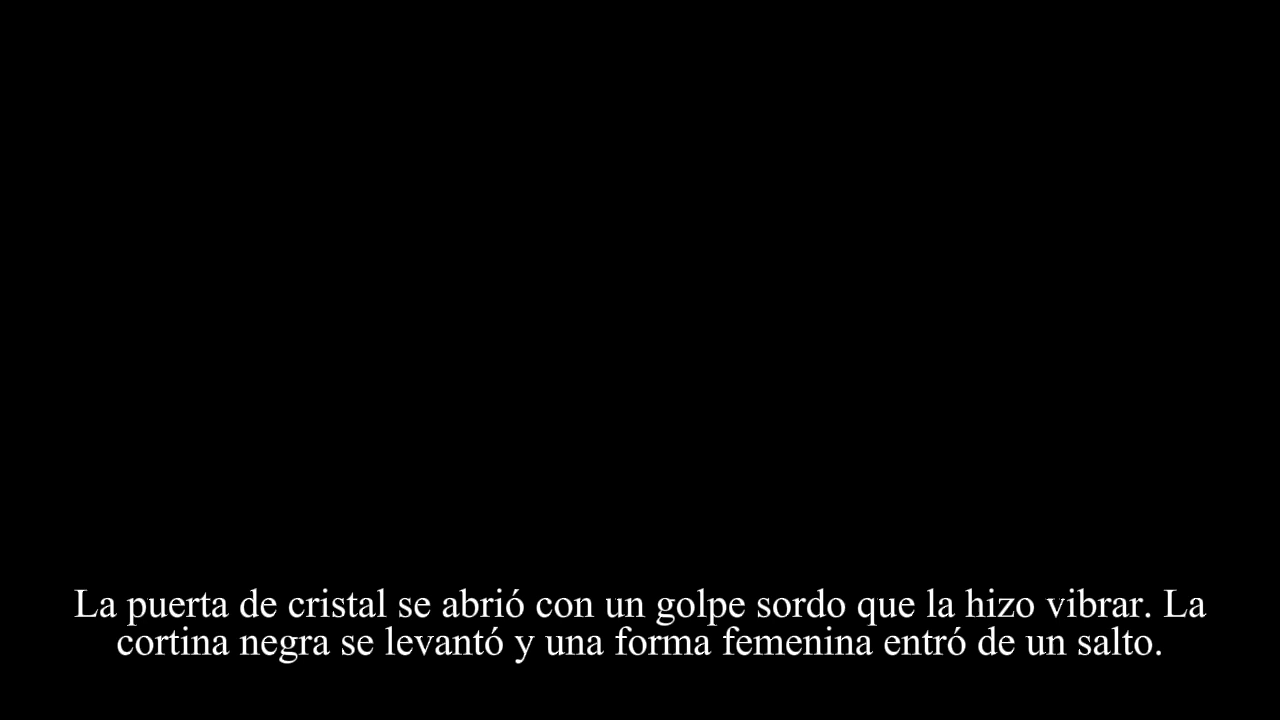 La puerta de cristal se abrió con un golpe sordo que la hizo vibrar. La
cortina negra se levantó y una forma femenina entró de un salto.